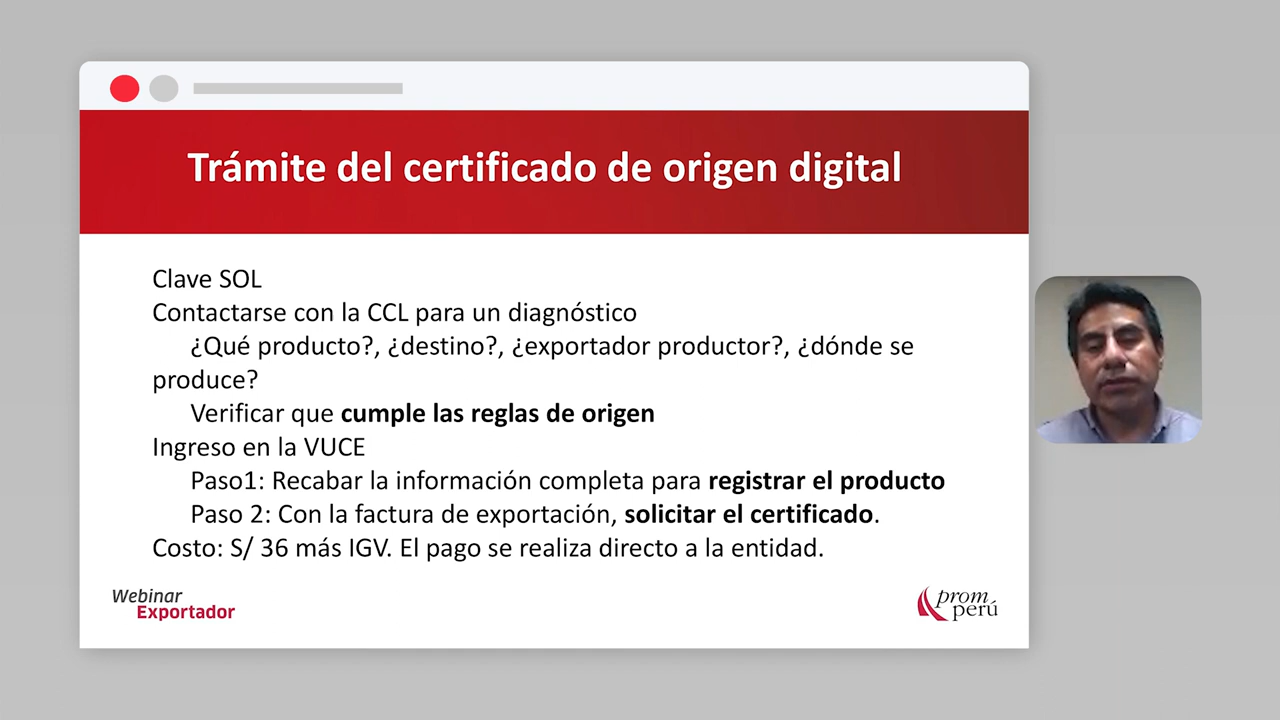 Trámite del certificado de origen digital
Clave SOL
Contactarse con la CCL para un diagnóstico
¿Qué producto?, ¿destino?, ¿exportador productor?, ¿dónde se
produce?
Verificar que cumple las reglas de origen
Ingreso en la VUCE
Paso1: Recabar la información completa para registrar el producto
Paso 2: Con la factura de exportación, solicitar el certificado.
Costo: S/ 36 más IGV. El pago se realiza directo a la entidad.
Webinar
Exportador
prom
perú